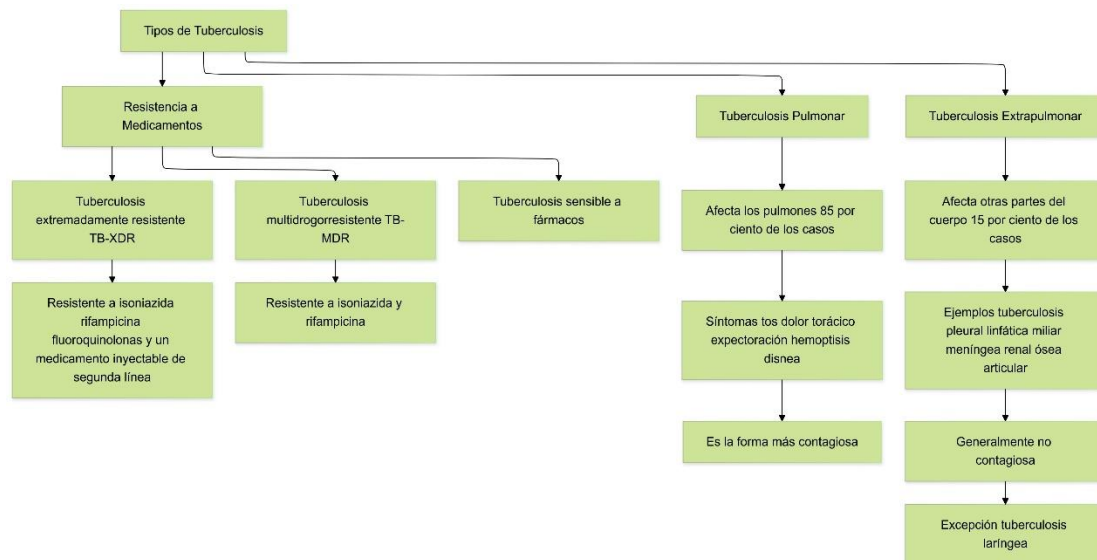 Tipos de Tuberculosis
Resistencia a
Medicamentos
Tuberculosis Pulmonar
Tuberculosis Extrapulmonar
Tuberculosis
extremadamente resistente
TB-XDR
Tuberculosis
multidrogorresistente TB-
MDR
Tuberculosis sensible a
fármacos
Afecta los pulmones 85 por
ciento de los casos
Afecta otras partes del
cuerpo 15 por ciento de los
casos
Resistente a isoniazida
rifampicina
fluoroquinolonas y un
medicamento inyectable de
segunda línea
Resistente a isoniazida y
rifampicina
Síntomas tos dolor torácico
expectoración hemoptisis
disnea
Ejemplos tuberculosis
pleural linfática miliar
meníngea renal ósea
articular
Es la forma más contagiosa
Generalmente no
contagiosa
Excepción tuberculosis
laríngea